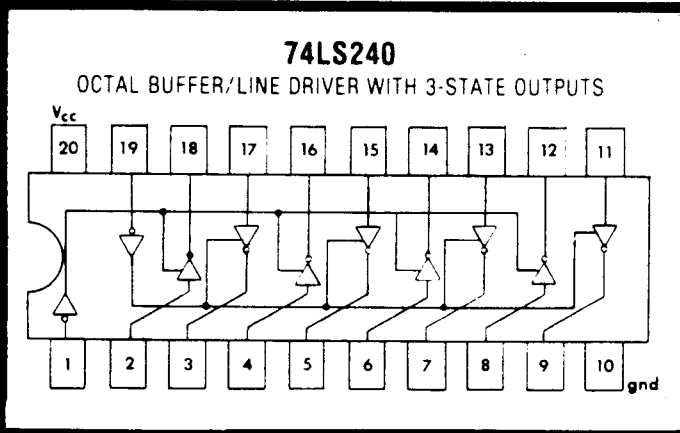 74LS240
OCTAL BUFFER/LINE DRIVER WITH 3-STATE OUTPUTS
Vcc
20 19 18 17 16 15 14 13 12 11
1 2 3 4 5 6 7 8 9 10
gnd